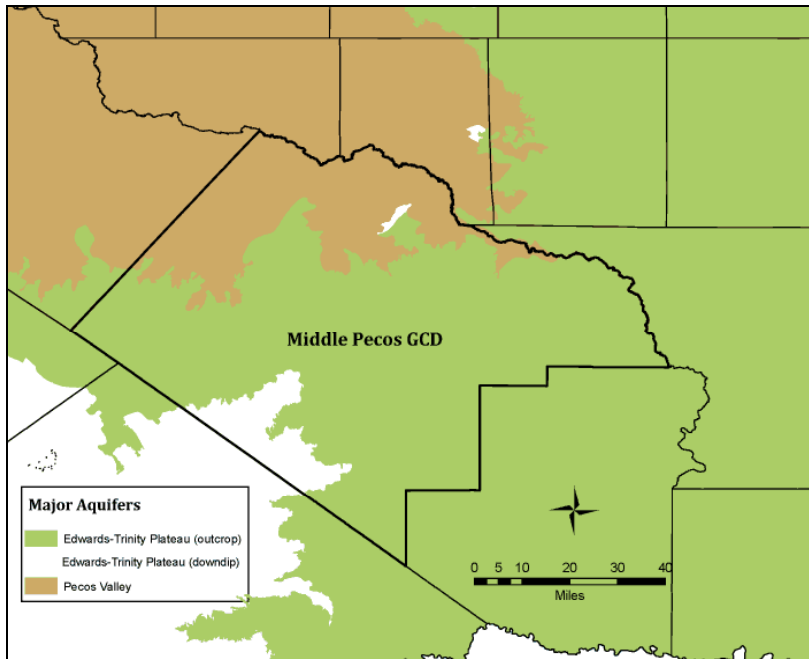 Middle Pecos GCD
Major Aquifers
Edwards-Trinity Plateau (outcrop)
Edwards-Trinity Plateau (downdip)
Pecos Valley
0 5 10 20 30 40
Miles